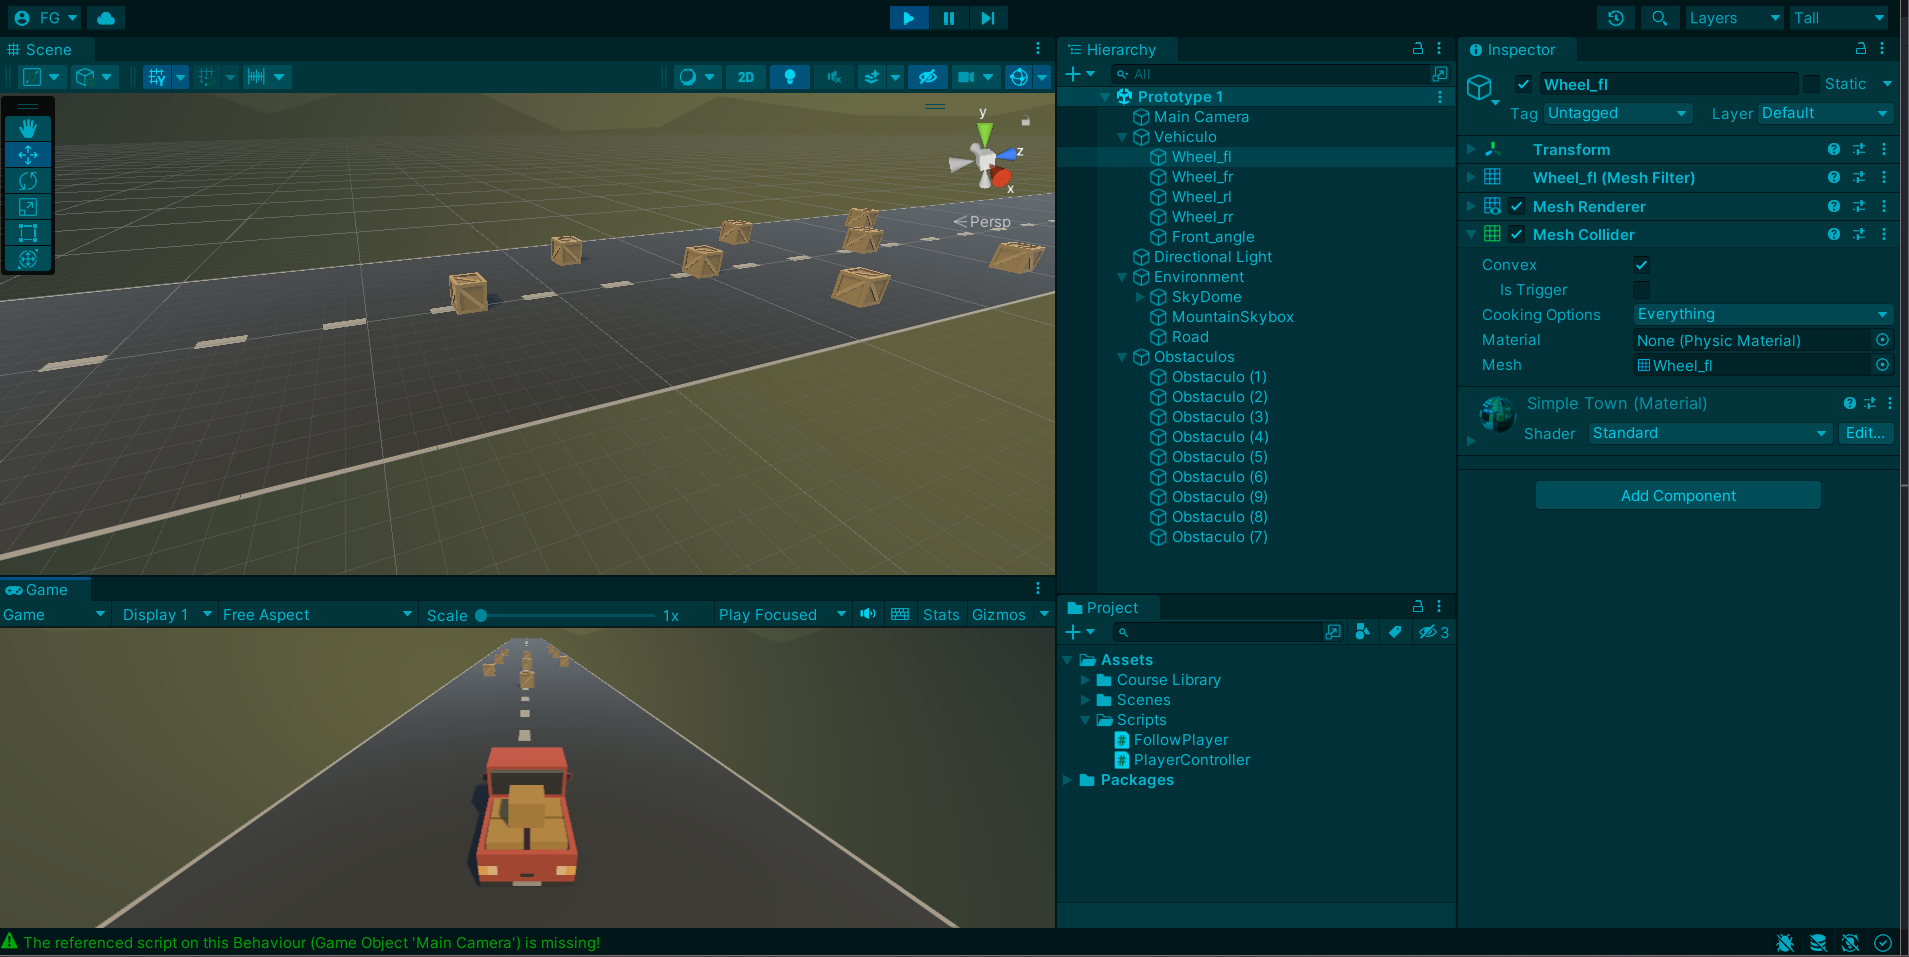 FG
Layers
Tall
Scene
2D
y
z
x
Persp
Game
Game
Display 1
Free Aspect
Scale
1x
Play Focused
Stats
Gizmos
The referenced script on this Behaviour (Game Object 'Main Camera') is missing!
Hierarchy
All
Prototype 1
Main Camera
Vehiculo
Wheel_fl
Wheel_fr
Wheel_rl
Wheel_rr
Front_angle
Directional Light
Environment
SkyDome
MountainSkybox
Road
Obstaculos
Obstaculo (1)
Obstaculo (2)
Obstaculo (3)
Obstaculo (4)
Obstaculo (5)
Obstaculo (6)
Obstaculo (9)
Obstaculo (8)
Obstaculo (7)
Project
3
Assets
Course Library
Scenes
Scripts
FollowPlayer
PlayerController
Packages
Inspector
Wheel_fl
Static
Tag Untagged
Layer Default
Transform
Wheel_fl (Mesh Filter)
Mesh Renderer
Mesh Collider
Convex
Is Trigger
Cooking Options Everything
Material None (Physic Material)
Mesh Wheel_fl
Simple Town (Material)
Shader Standard Edit...
Add Component